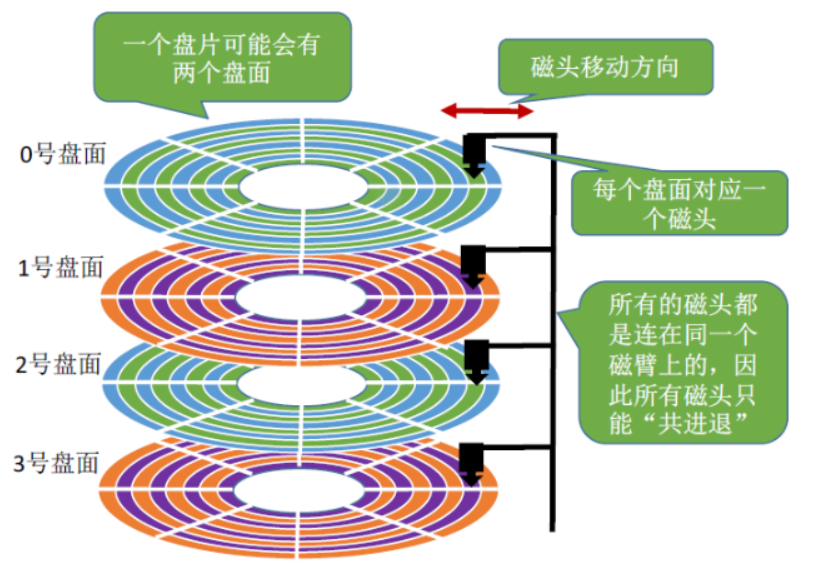 一个盘片可能会有
两个盘面
磁头移动方向
0号盘面
每个盘面对应一
个磁头
1号盘面
所有的磁头都
是连在同一个
磁臂上的，因
此所有磁头只
能“共进退”
2号盘面
3号盘面